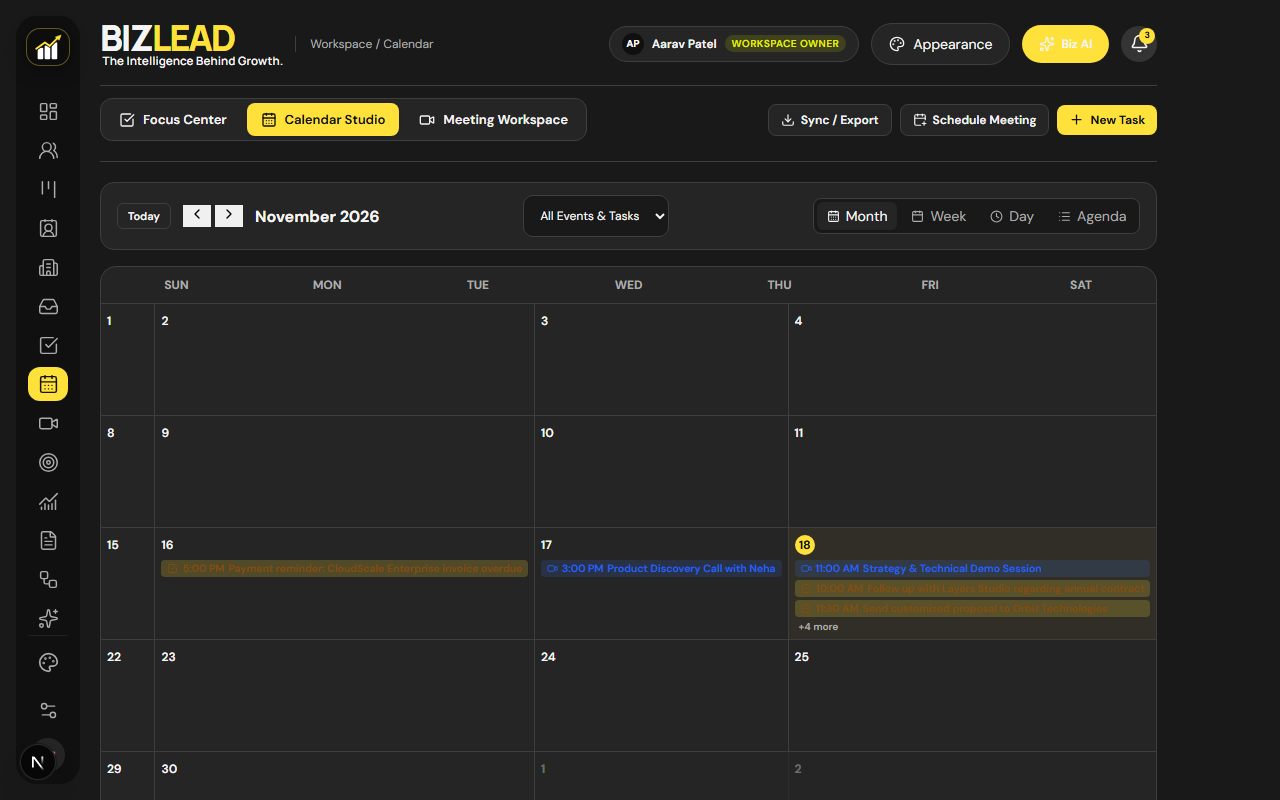 BIZLEAD
The Intelligence Behind Growth.
Workspace / Calendar
AP Aarav Patel WORKSPACE OWNER
Appearance
Biz AI
3
Focus Center
Calendar Studio
Meeting Workspace
Sync / Export
Schedule Meeting
New Task
Today
November 2026
All Events & Tasks
Month
Week
Day
Agenda
SUN MON TUE WED THU FRI SAT
1 2 3 4
8 9 10 11
15 16 17 18
5:00 PM Payment reminder: CloudScale Enterprise invoice overdue
3:00 PM Product Discovery Call with Neha
11:00 AM Strategy & Technical Demo Session
10:00 AM Follow up with Layers Studio regarding annual contract
11:30 AM Send customized proposal to Orbit Technologies
+4 more
22 23 24 25
29 30 1 2
N